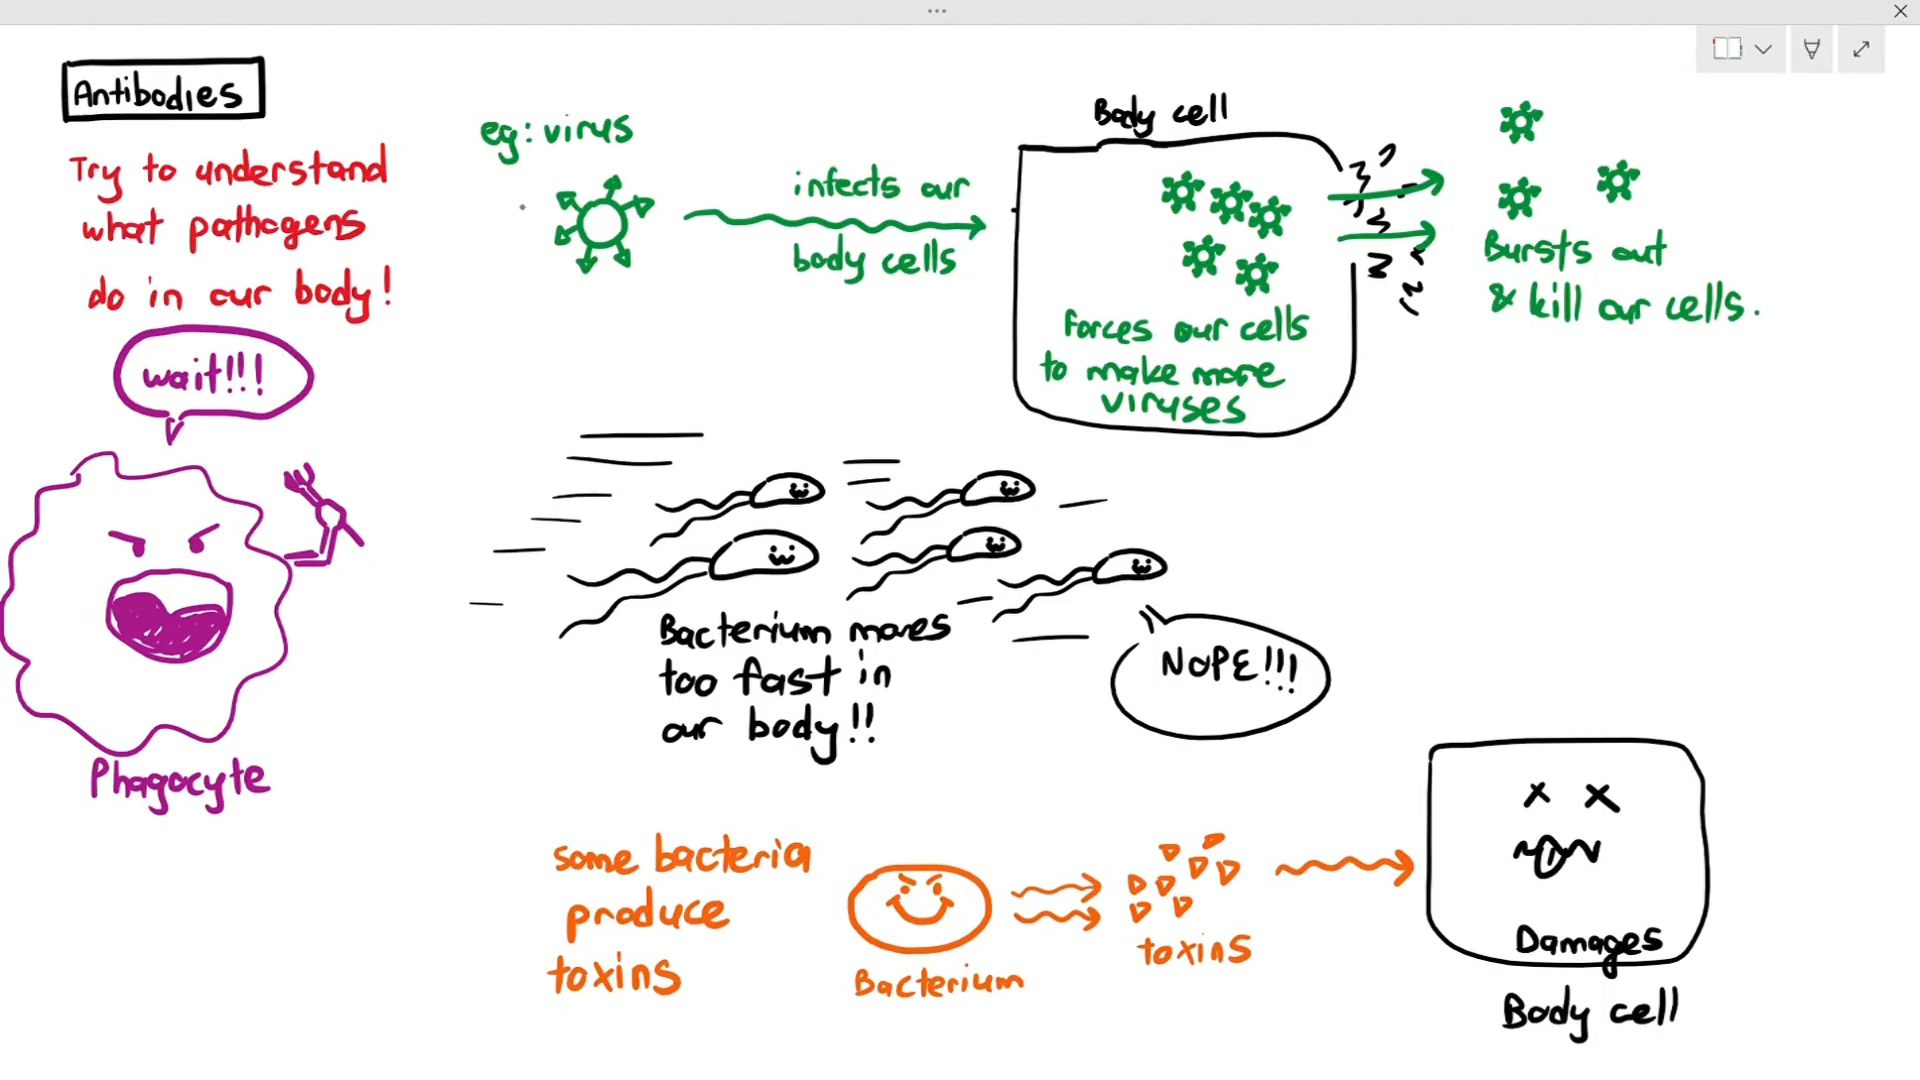 Antibodies
Try to understand
what pathogens
do in our body!
wait!!!
Phagocyte
eg: virus
infects our
body cells
Body cell
Forces our cells
to make more
viruses
Bursts out
& kill our cells.
Bacterium moves
too fast in
our body!!
NOPE!!!
some bacteria
produce
toxins
Bacterium
toxins
Damages
Body cell